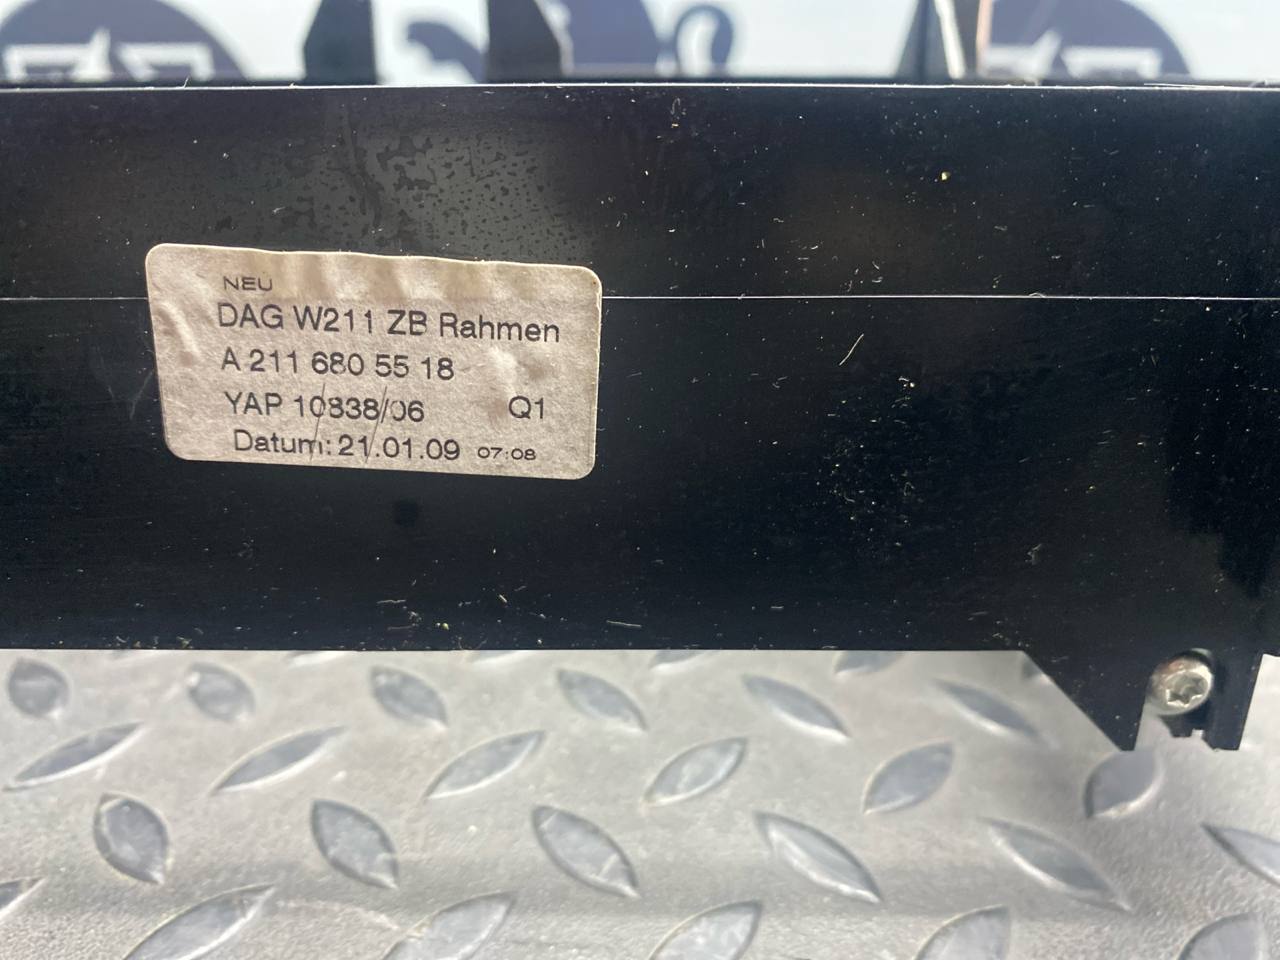 NEU
DAG W211 ZB Rahmen
A 211 680 55 18
YAP 10838/06 Q1
Datum: 21.01.09 07:08